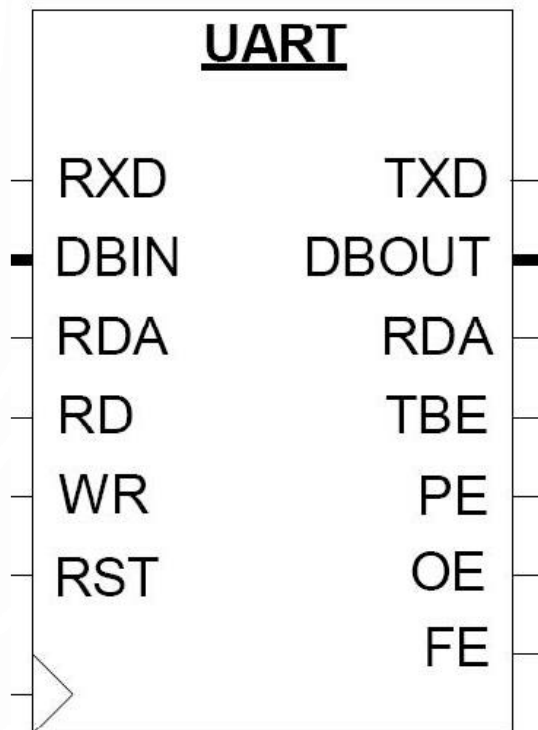 UART
RXD TXD
DBIN DBOUT
RDA RDA
RD TBE
WR PE
RST OE
FE